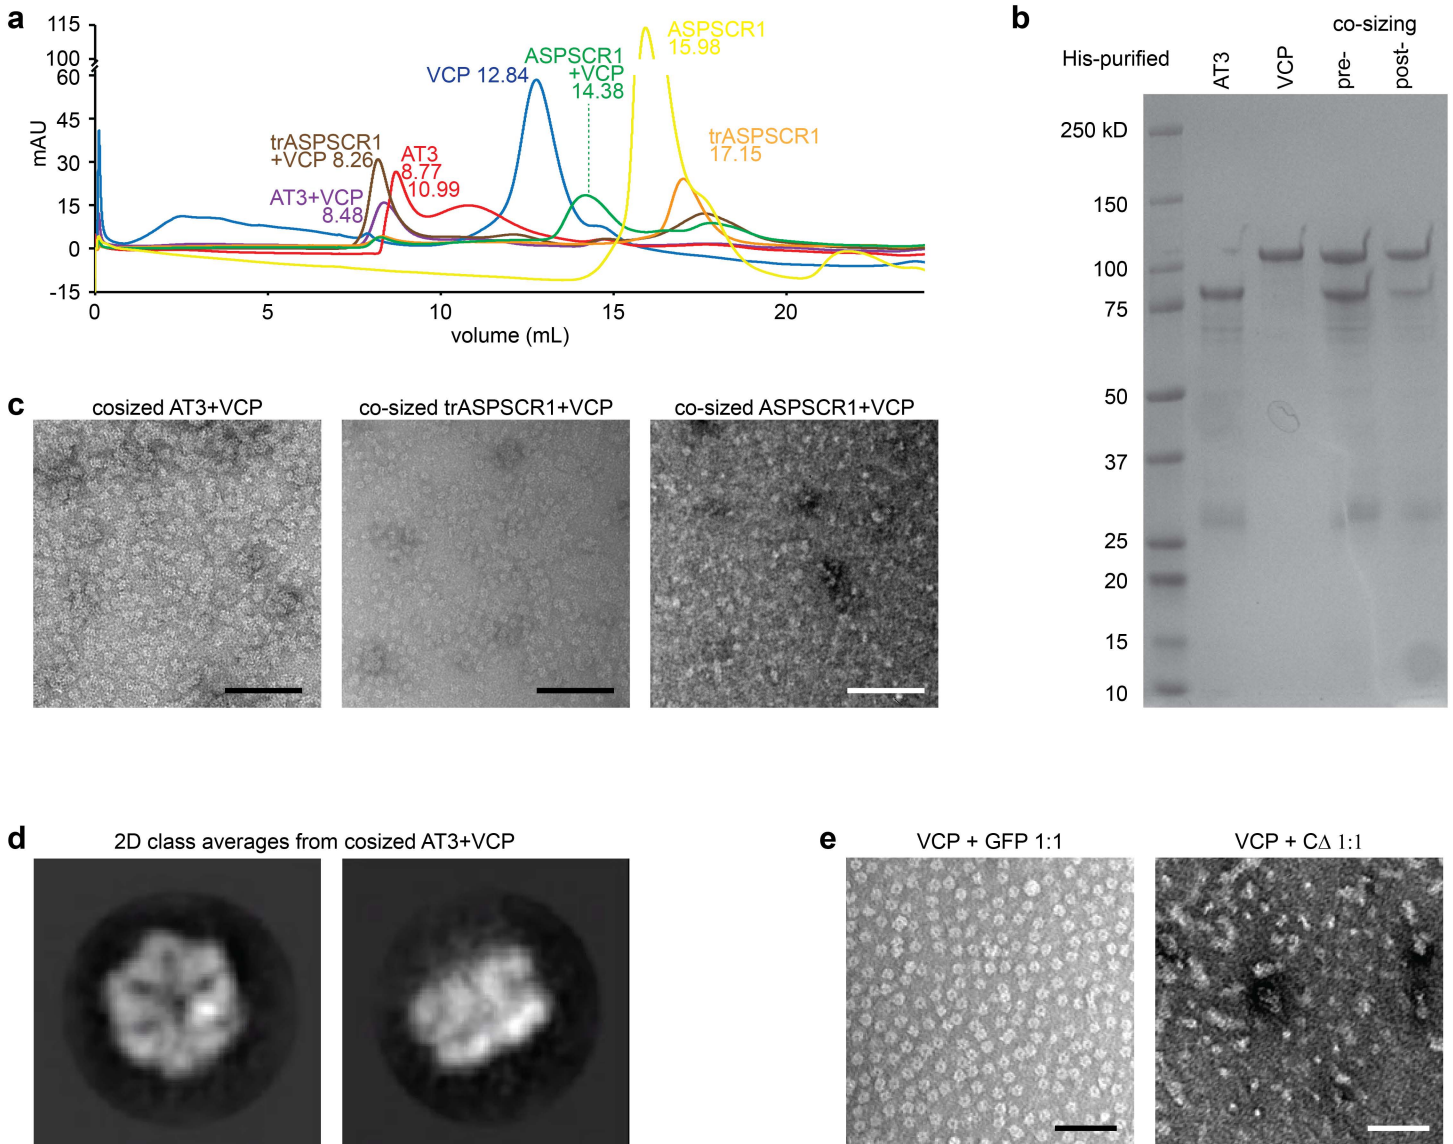 a
115
100
60
45
30
15
0
-15
mAU
0
5
10
15
20
volume (mL)
trASPSCR1
+VCP 8.26
AT3+VCP
8.48
AT3
8.77
10.99
VCP 12.84
ASPSCR1
+VCP
14.38
ASPSCR1
15.98
trASPSCR1
17.15
b
co-sizing
His-purified
AT3
VCP
pre-
post-
250 kD
150
100
75
50
37
25
20
15
10
c
cosized AT3+VCP
co-sized trASPSCR1+VCP
co-sized ASPSCR1+VCP
d
2D class averages from cosized AT3+VCP
e
VCP + GFP 1:1
VCP + CΔ 1:1